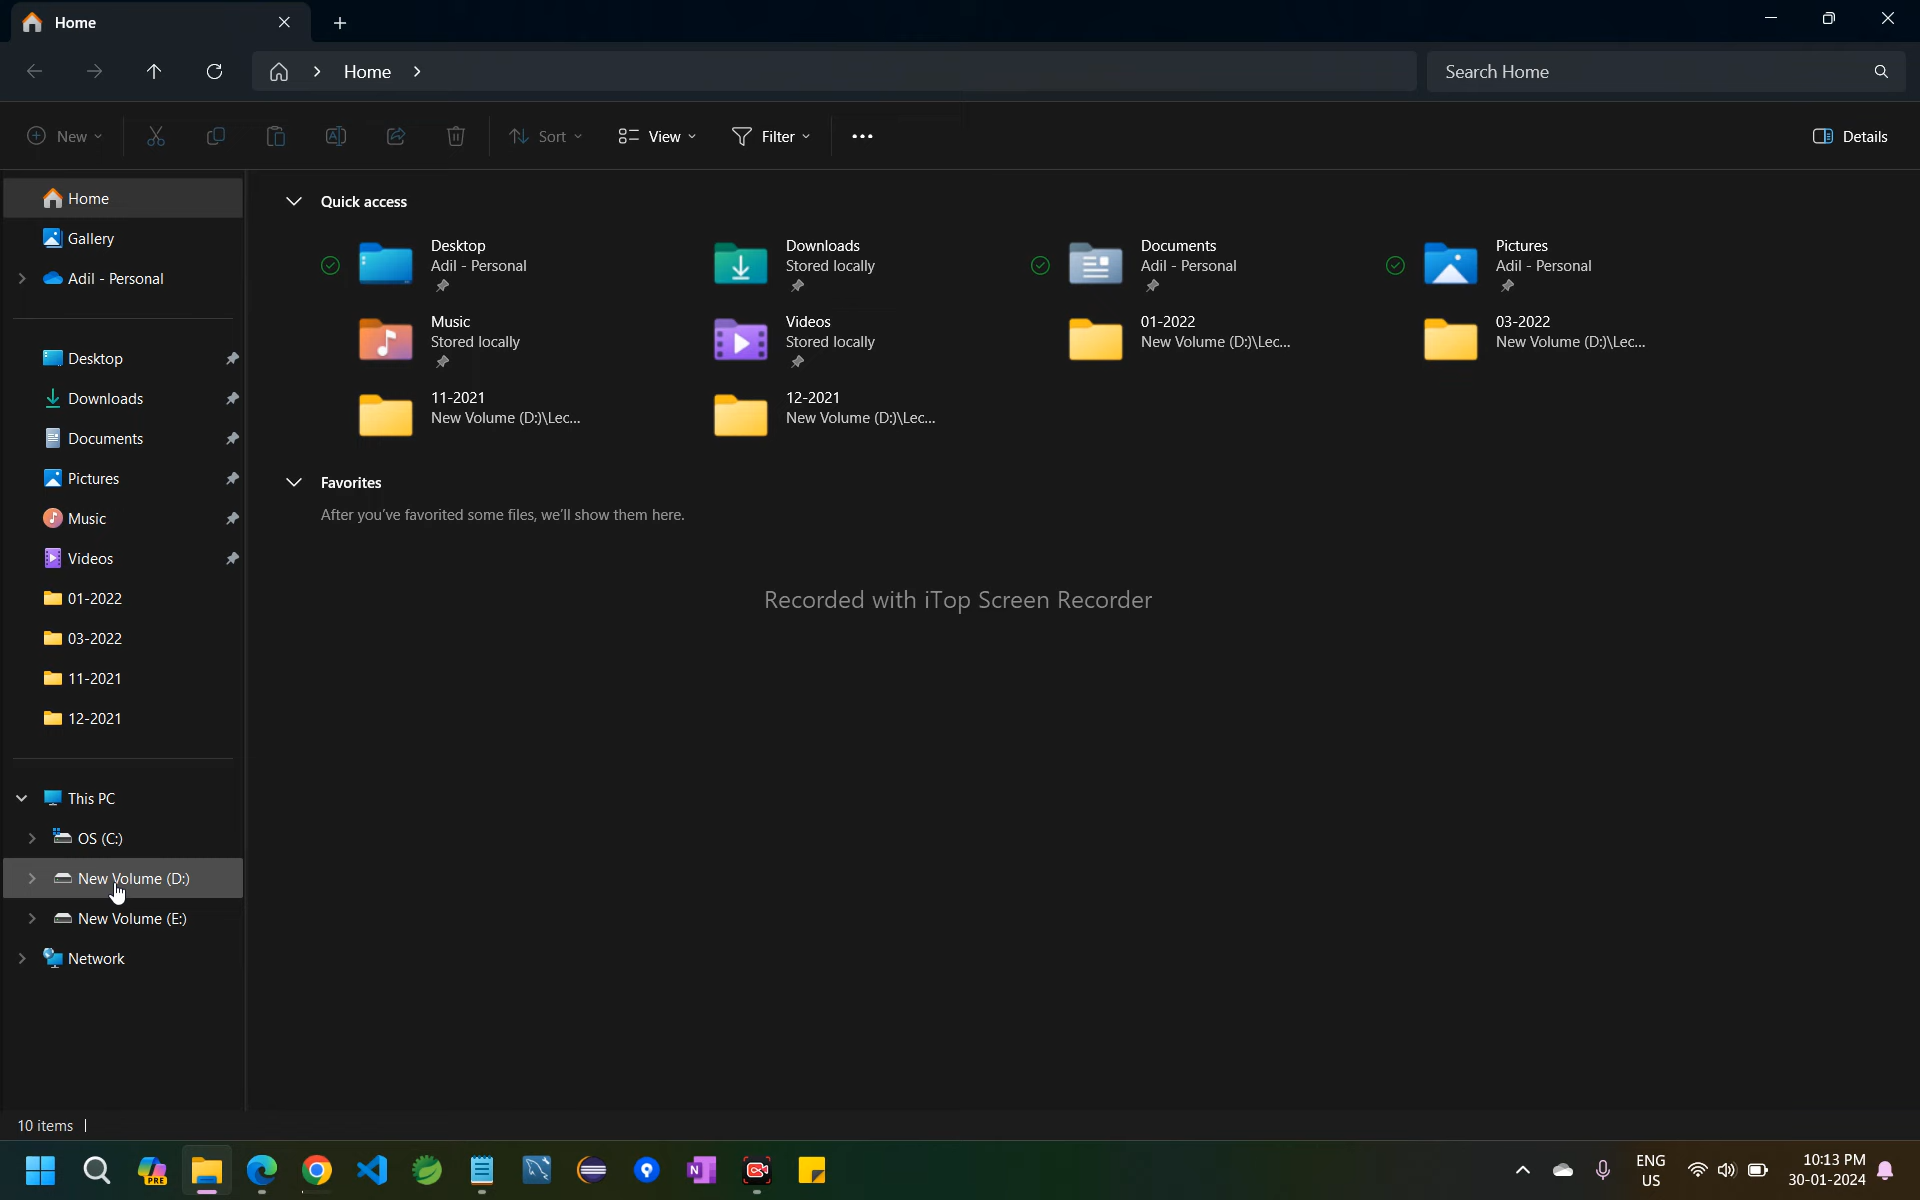 Home
Home
Search Home
New
Sort
View
Filter
Details
Home
Gallery
Adil - Personal
Desktop
Downloads
Documents
Pictures
Music
Videos
01-2022
03-2022
11-2021
12-2021
This PC
OS (C:)
New Volume (D:)
New Volume (E:)
Network
Quick access
Desktop
Adil - Personal
Downloads
Stored locally
Documents
Adil - Personal
Pictures
Adil - Personal
Music
Stored locally
Videos
Stored locally
01-2022
New Volume (D:)\Lec...
03-2022
New Volume (D:)\Lec...
11-2021
New Volume (D:)\Lec...
12-2021
New Volume (D:)\Lec...
Favorites
After you've favorited some files, we'll show them here.
Recorded with iTop Screen Recorder
10 items
PRE
N
ENG
US
10:13 PM
30-01-2024